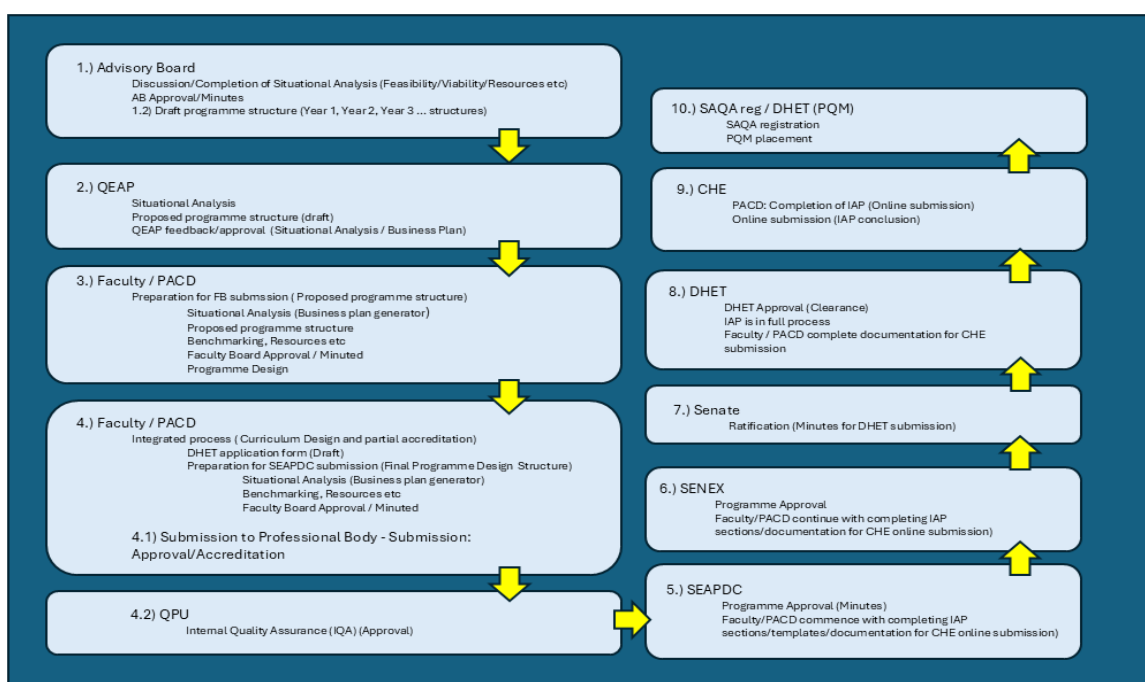 1.) Advisory Board
Discussion/Completion of Situational Analysis (Feasibility/Viability/Resources etc)
AB Approval/Minutes
1.2) Draft programme structure (Year 1, Year 2, Year 3 ... structures)
2.) QEAP
Situational Analysis
Proposed programme structure (draft)
QEAP feedback/approval (Situational Analysis / Business Plan)
3.) Faculty / PACD
Preparation for FB submssion ( Proposed programme structure)
Situational Analysis (Business plan generator)
Proposed programme structure
Benchmarking, Resources etc
Faculty Board Approval / Minuted
Programme Design
4.) Faculty / PACD
Integrated process ( Curriculum Design and partial accreditation)
DHET application form (Draft)
Preparation for SEAPDC submission (Final Programme Design Structure)
Situational Analysis (Business plan generator)
Benchmarking, Resources etc
Faculty Board Approval / Minuted
4.1) Submission to Professional Body - Submission:
Approval/Accreditation
4.2) QPU
Internal Quality Assurance (IQA) (Approval)
5.) SEAPDC
Programme Approval (Minutes)
Faculty/PACD commence with completing IAP
sections/templates/documentation for CHE online submission)
6.) SENEX
Programme Approval
Faculty/PACD continue with completing IAP
sections/documentation for CHE online submission)
7.) Senate
Ratification (Minutes for DHET submission)
8.) DHET
DHET Approval (Clearance)
IAP is in full process
Faculty / PACD complete documentation for CHE
submission
9.) CHE
PACD: Completion of IAP (Online submission)
Online submission (IAP conclusion)
10.) SAQA reg / DHET (PQM)
SAQA registration
PQM placement